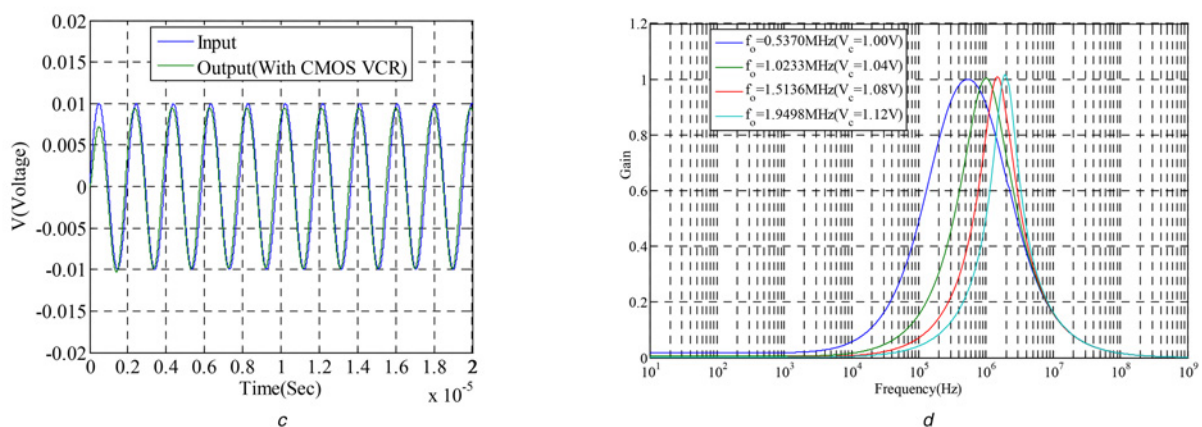 0.02
0.015
0.01
0.005
0
-0.005
-0.01
-0.015
-0.02
V(Voltage)
Input
Output(With CMOS VCR)
0 0.2 0.4 0.6 0.8 1 1.2 1.4 1.6 1.8 2
Time(Sec)
x 10⁻⁵
c
1.2
1
0.8
0.6
0.4
0.2
0
Gain
fₒ=0.5370MHz(V꜀=1.00V)
fₒ=1.0233MHz(V꜀=1.04V)
fₒ=1.5136MHz(V꜀=1.08V)
fₒ=1.9498MHz(V꜀=1.12V)
10¹ 10² 10³ 10⁴ 10⁵ 10⁶ 10⁷ 10⁸ 10⁹
Frequency(Hz)
d